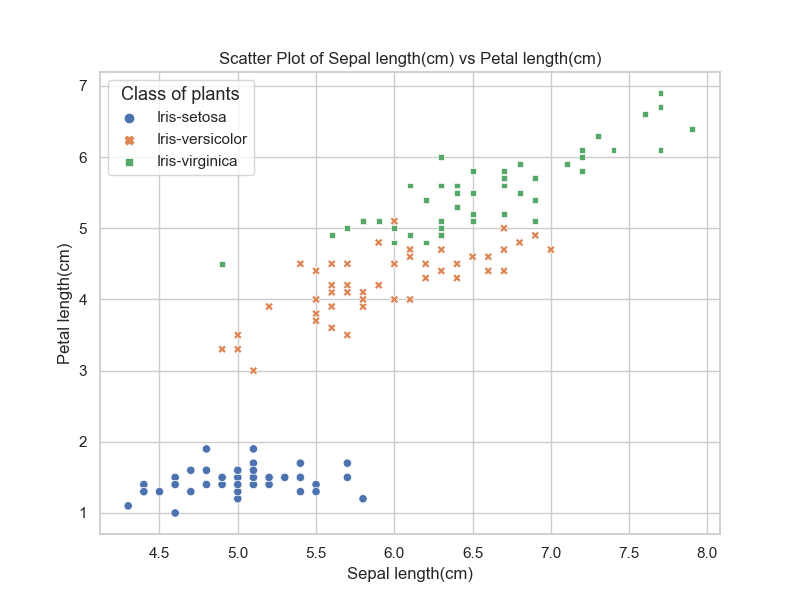 Scatter Plot of Sepal length(cm) vs Petal length(cm)
Class of plants
Iris-setosa
Iris-versicolor
Iris-virginica
Petal length(cm)
7
6
5
4
3
2
1
4.5 5.0 5.5 6.0 6.5 7.0 7.5 8.0
Sepal length(cm)